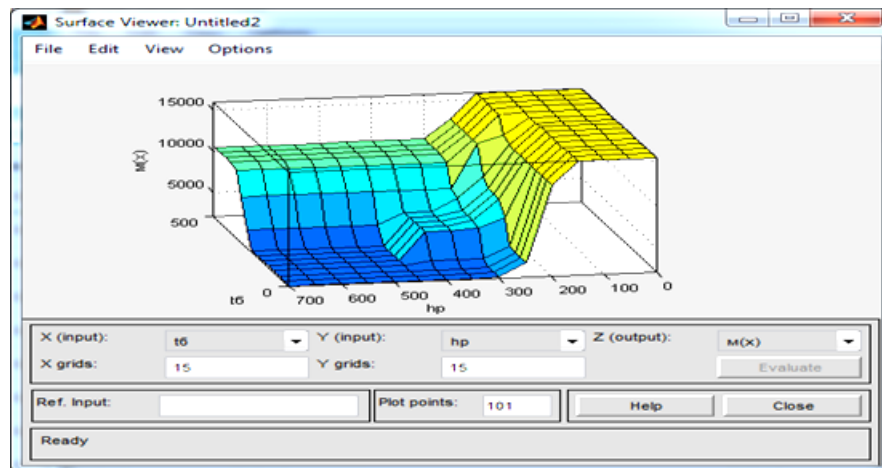 Surface Viewer: Untitled2
File Edit View Options
15000
10000
5000
500
M(X)
t6
0
700 600 500 400 300 200 100 0
hp
X (input): t6 Y (input): hp Z (output): M(X)
X grids: 15 Y grids: 15 Evaluate
Ref. Input: Plot points: 101 Help Close
Ready